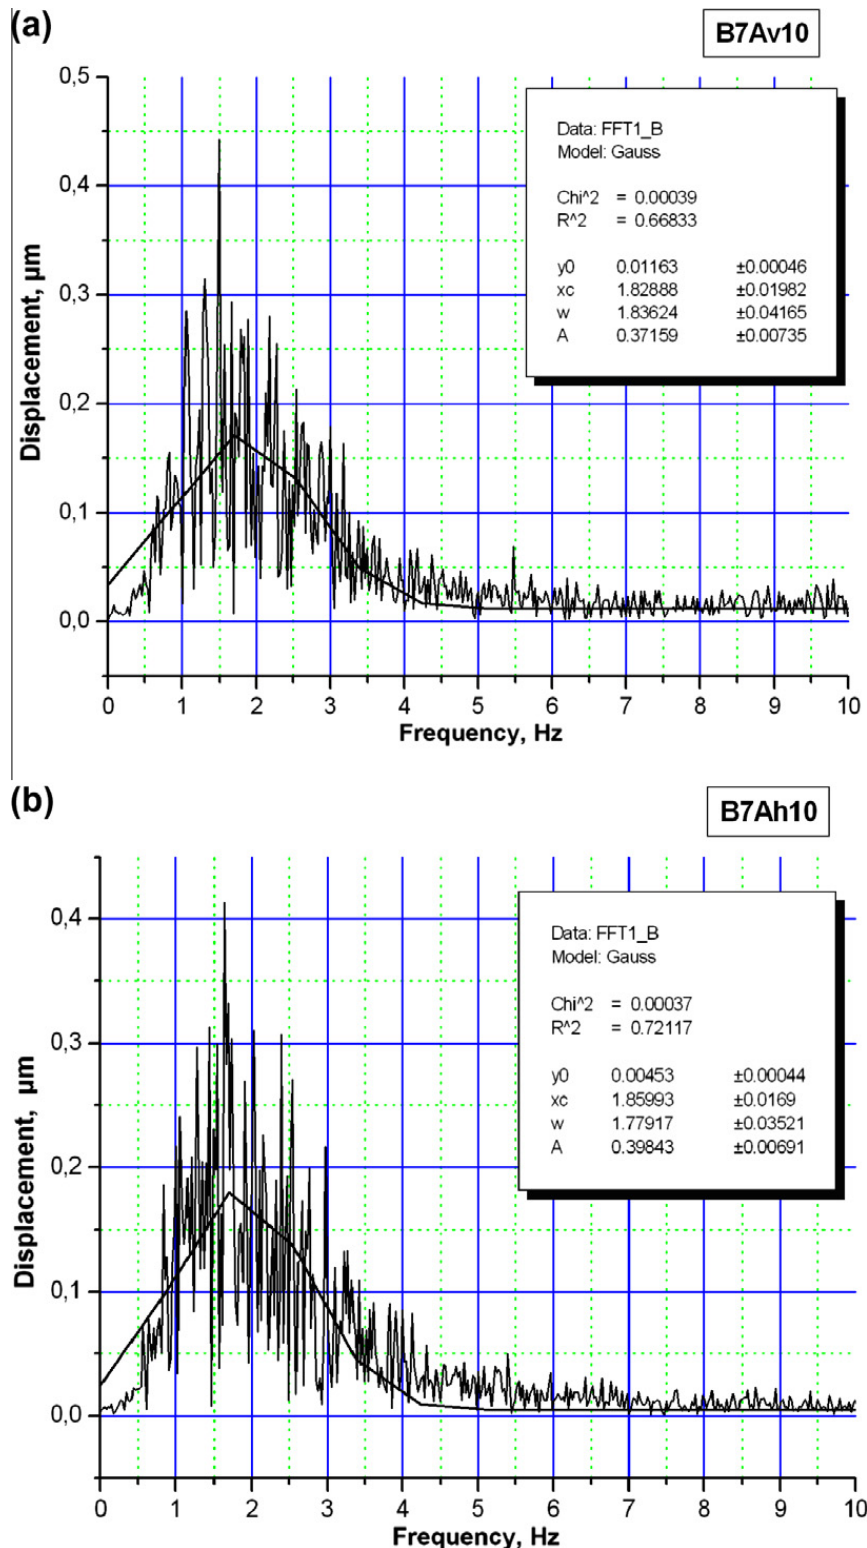 (a)
B7Av10
0,5
0,4
0,3
0,2
0,1
0,0
Displacement, µm
Data: FFT1_B
Model: Gauss
Chi^2 = 0.00039
R^2 = 0.66833
y0 0.01163 ±0.00046
xc 1.82888 ±0.01982
w 1.83624 ±0.04165
A 0.37159 ±0.00735
0 1 2 3 4 5 6 7 8 9 10
Frequency, Hz
(b)
B7Ah10
0,4
0,3
0,2
0,1
0,0
Displacement, µm
Data: FFT1_B
Model: Gauss
Chi^2 = 0.00037
R^2 = 0.72117
y0 0.00453 ±0.00044
xc 1.85993 ±0.0169
w 1.77917 ±0.03521
A 0.39843 ±0.00691
0 1 2 3 4 5 6 7 8 9 10
Frequency, Hz